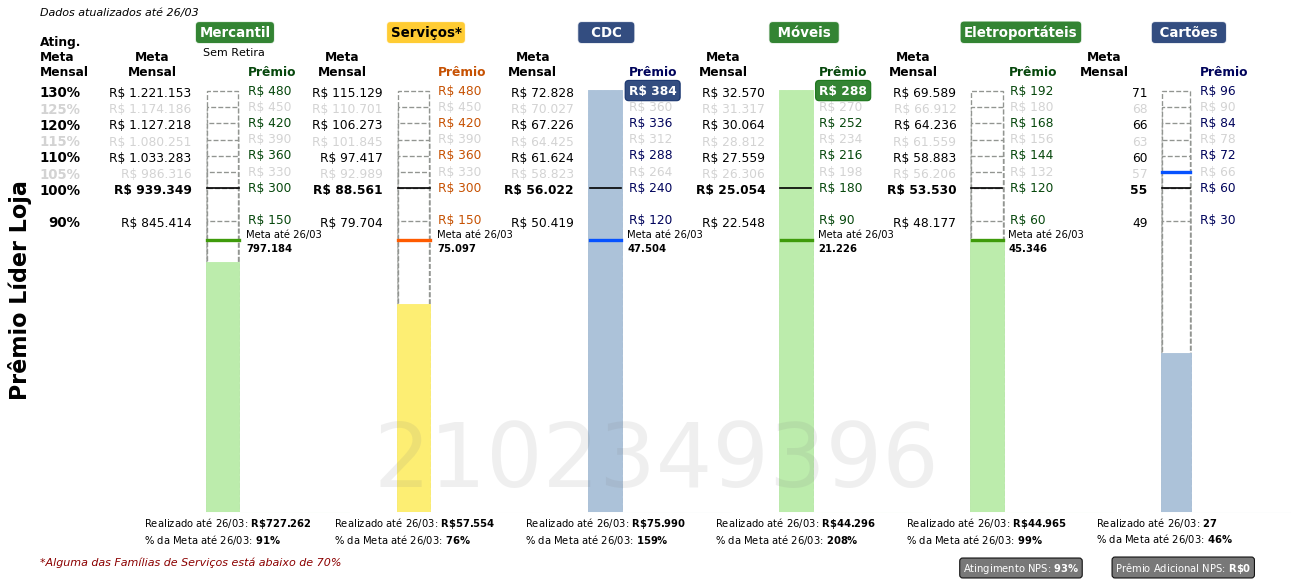 Dados atualizados até 26/03
Mercantil Serviços* CDC Móveis Eletroportáteis Cartões
Sem Retira
Ating. Meta Mensal Meta Mensal Prêmio Meta Mensal Prêmio Meta Mensal Prêmio Meta Mensal Prêmio Meta Mensal Prêmio Meta Mensal Prêmio
130% R$ 1.221.153 R$ 480 R$ 115.129 R$ 480 R$ 72.828 R$ 384 R$ 32.570 R$ 288 R$ 69.589 R$ 192 71 R$ 96
125% R$ 1.174.186 R$ 450 R$ 110.701 R$ 450 R$ 70.027 R$ 360 R$ 31.317 R$ 270 R$ 66.912 R$ 180 68 R$ 90
120% R$ 1.127.218 R$ 420 R$ 106.273 R$ 420 R$ 67.226 R$ 336 R$ 30.064 R$ 252 R$ 64.236 R$ 168 66 R$ 84
115% R$ 1.080.251 R$ 390 R$ 101.845 R$ 390 R$ 64.425 R$ 312 R$ 28.812 R$ 234 R$ 61.559 R$ 156 63 R$ 78
110% R$ 1.033.283 R$ 360 R$ 97.417 R$ 360 R$ 61.624 R$ 288 R$ 27.559 R$ 216 R$ 58.883 R$ 144 60 R$ 72
105% R$ 986.316 R$ 330 R$ 92.989 R$ 330 R$ 58.823 R$ 264 R$ 26.306 R$ 198 R$ 56.206 R$ 132 57 R$ 66
100% R$ 939.349 R$ 300 R$ 88.561 R$ 300 R$ 56.022 R$ 240 R$ 25.054 R$ 180 R$ 53.530 R$ 120 55 R$ 60
90% R$ 845.414 R$ 150 R$ 79.704 R$ 150 R$ 50.419 R$ 120 R$ 22.548 R$ 90 R$ 48.177 R$ 60 49 R$ 30
Meta até 26/03 Meta até 26/03 Meta até 26/03 Meta até 26/03 Meta até 26/03
797.184 75.097 47.504 21.226 45.346
Prêmio Líder Loja
2102349396
Realizado até 26/03: R$727.262 Realizado até 26/03: R$57.554 Realizado até 26/03: R$75.990 Realizado até 26/03: R$44.296 Realizado até 26/03: R$44.965 Realizado até 26/03: 27
% da Meta até 26/03: 91% % da Meta até 26/03: 76% % da Meta até 26/03: 159% % da Meta até 26/03: 208% % da Meta até 26/03: 99% % da Meta até 26/03: 46%
*Alguma das Famílias de Serviços está abaixo de 70%
Atingimento NPS: 93% Prêmio Adicional NPS: R$0